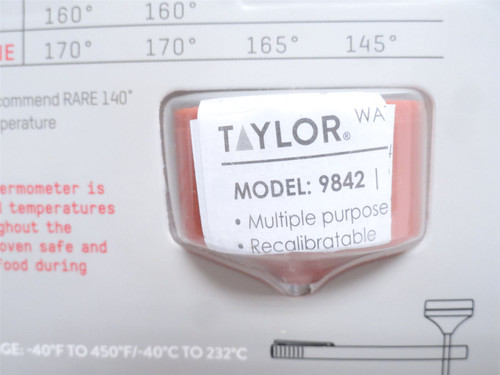 160° 160°
170° 170° 165° 145°
commend RARE 140°
perature
TAYLOR® WA
MODEL: 9842 |
• Multiple purpose
• Recalibratable
ermometer is
temperatures
ghout the
oven safe and
food during
GE: -40°F TO 450°F/-40°C TO 232°C